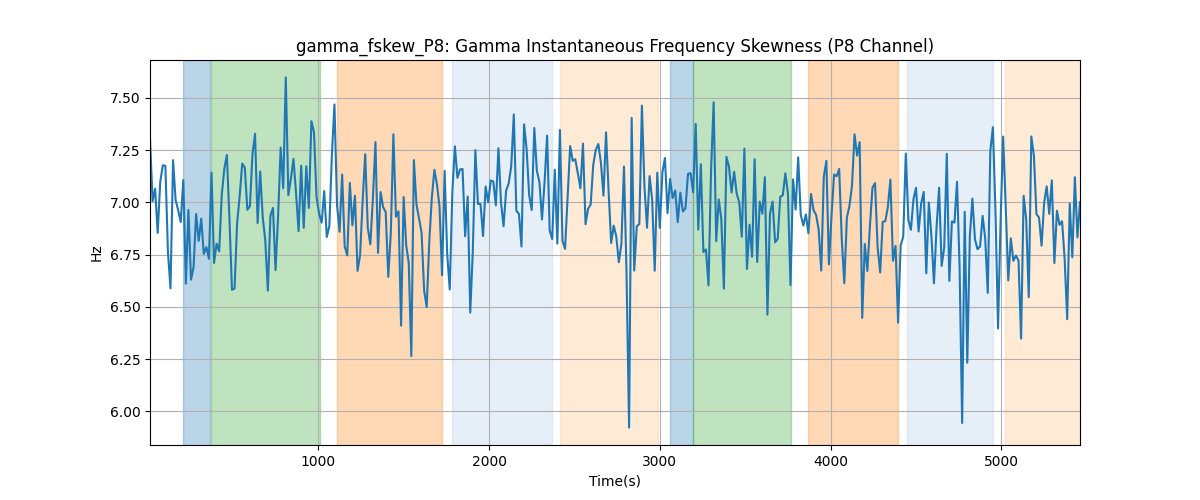 gamma_fskew_P8: Gamma Instantaneous Frequency Skewness (P8 Channel)
7.50
7.25
7.00
6.75
6.50
6.25
6.00
Hz
1000 2000 3000 4000 5000
Time(s)